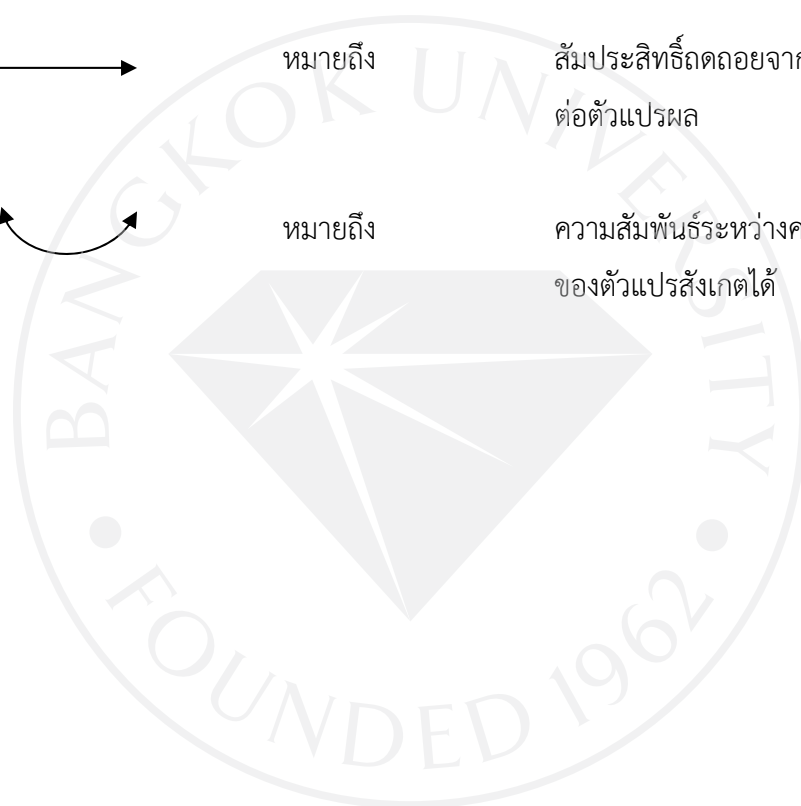 หมายถึง สัมประสิทธิ์ถดถอยจาก
ต่อตัวแปรผล
หมายถึง ความสัมพันธ์ระหว่าง
ของตัวแปรสังเกตได้
BANGKOK UNIVERSITY
FOUNDED 1962